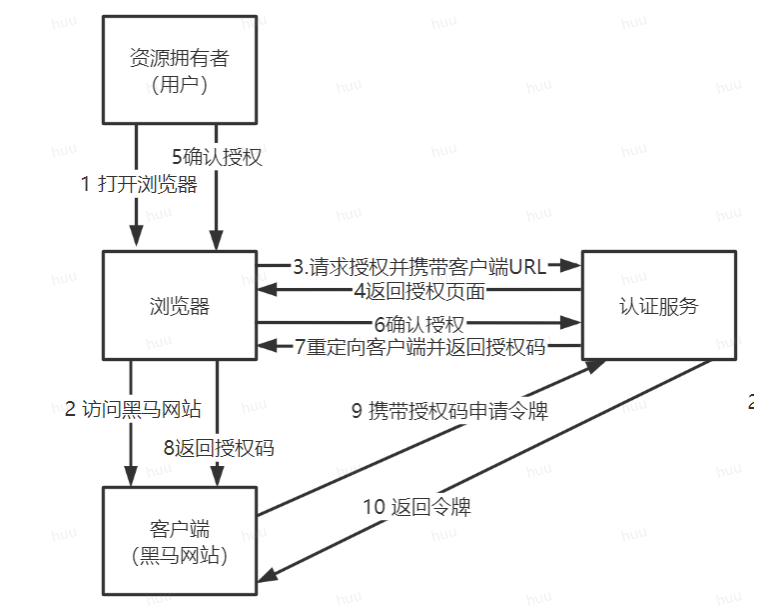 资源拥有者
（用户）
5确认授权
1 打开浏览器
3.请求授权并携带客户端URL
4返回授权页面
浏览器
认证服务
6确认授权
7重定向客户端并返回授权码
2 访问黑马网站
9 携带授权码申请令牌
8返回授权码
10 返回令牌
客户端
（黑马网站）
huu